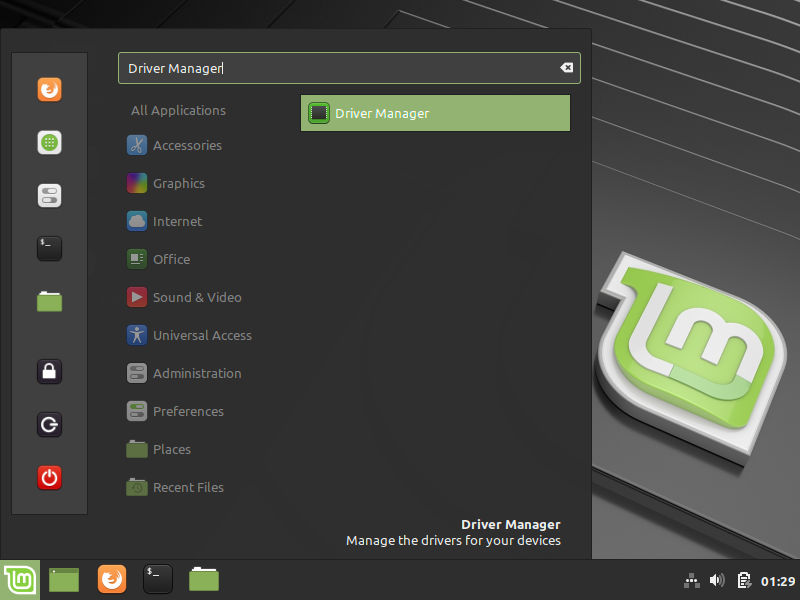 Driver Manager
All Applications
Driver Manager
Accessories
Graphics
Internet
Office
Sound & Video
Universal Access
Administration
Preferences
Places
Recent Files
Driver Manager
Manage the drivers for your devices
$_
$_
01:29